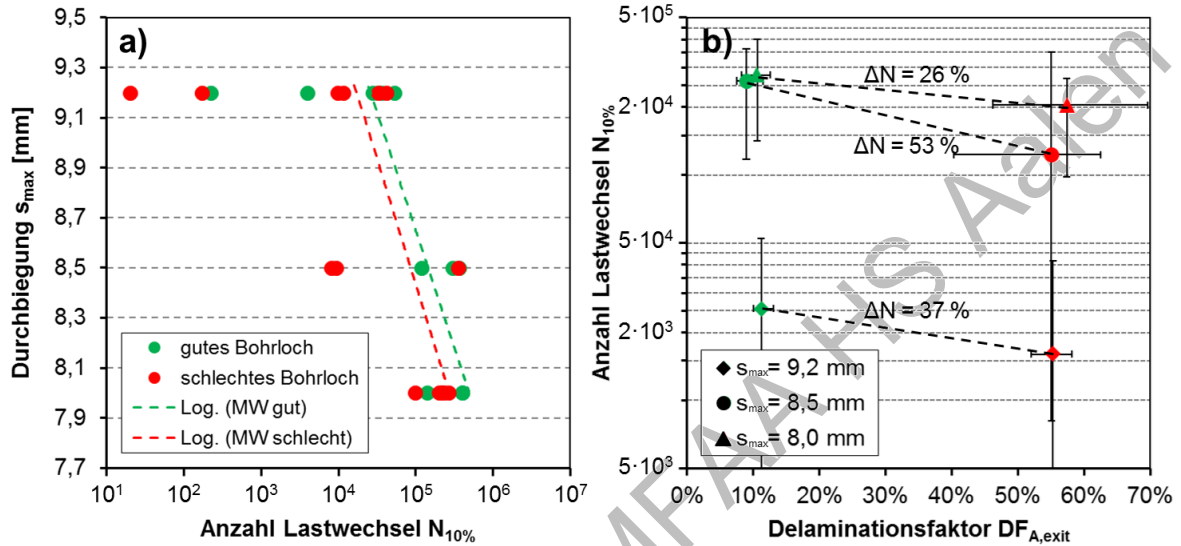 a)
9,5
9,3
9,1
8,9
8,7
8,5
8,3
8,1
7,9
7,7
Durchbiegung smax [mm]
gutes Bohrloch
schlechtes Bohrloch
Log. (MW gut)
Log. (MW schlecht)
10¹ 10² 10³ 10⁴ 10⁵ 10⁶ 10⁷
Anzahl Lastwechsel N10%
b)
5·10⁵
2·10⁴
5·10⁴
2·10³
5·10³
Anzahl Lastwechsel N10%
ΔN = 26 %
ΔN = 53 %
ΔN = 37 %
smax= 9,2 mm
smax= 8,5 mm
smax= 8,0 mm
0% 10% 20% 30% 40% 50% 60% 70%
Delaminationsfaktor DFA,exit
MFAA HS Aalen